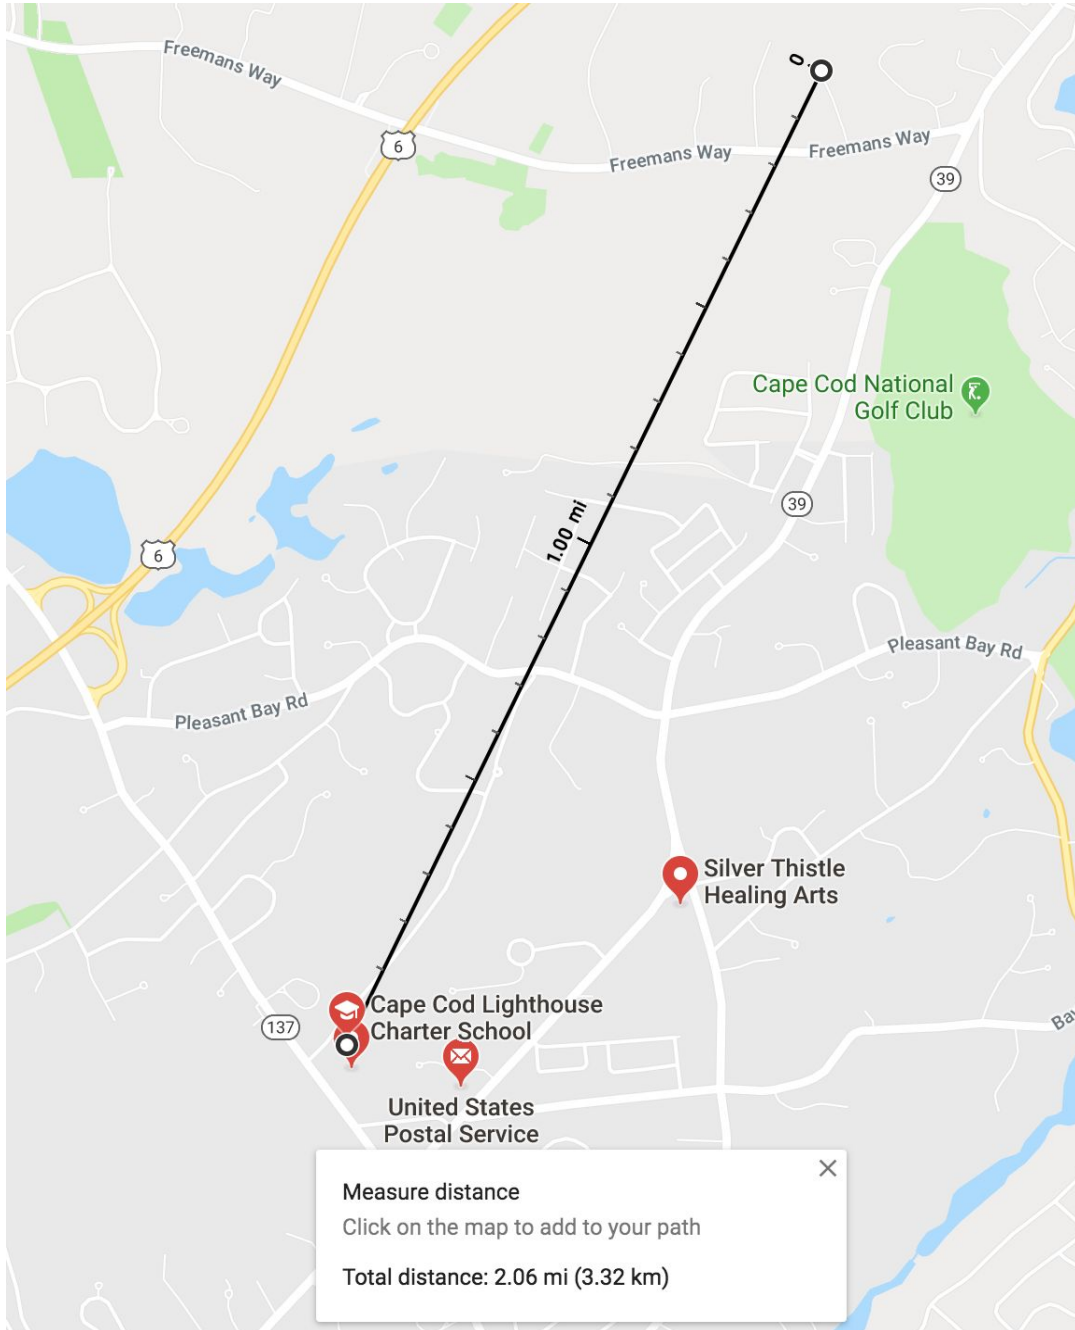 Freemans Way
0
6
Freemans Way
Freemans Way
39
Cape Cod National
Golf Club
39
1.00 mi
6
Pleasant Bay Rd
Pleasant Bay Rd
Silver Thistle
Healing Arts
Cape Cod Lighthouse
Charter School
137
Bay
United States
Postal Service
Measure distance
Click on the map to add to your path
Total distance: 2.06 mi (3.32 km)